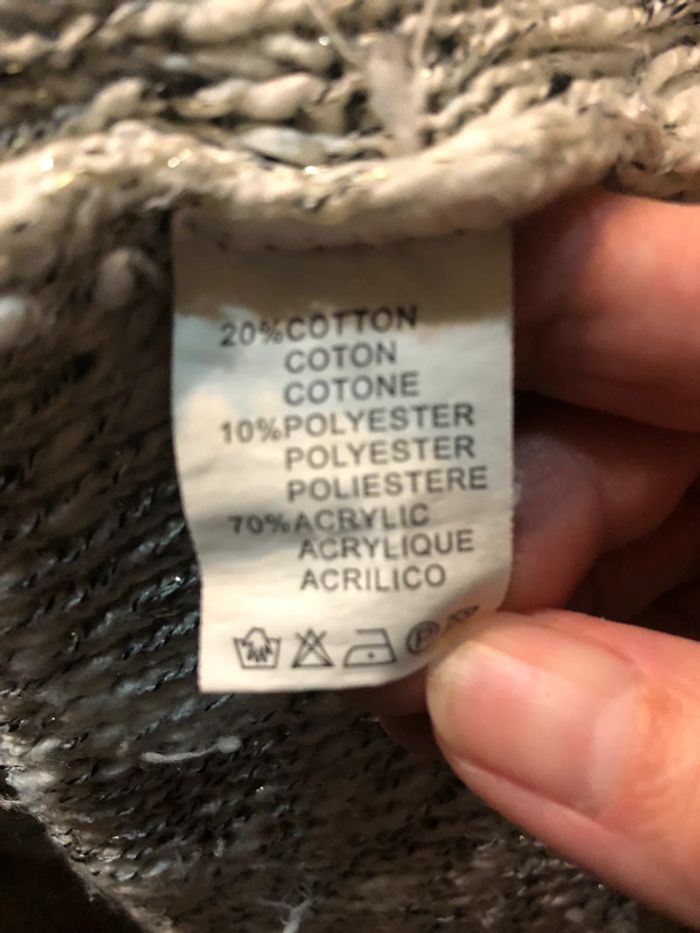 20%COTTON
COTON
COTONE
10%POLYESTER
POLYESTER
POLIESTERE
70%ACRYLIC
ACRYLIQUE
ACRILICO
P